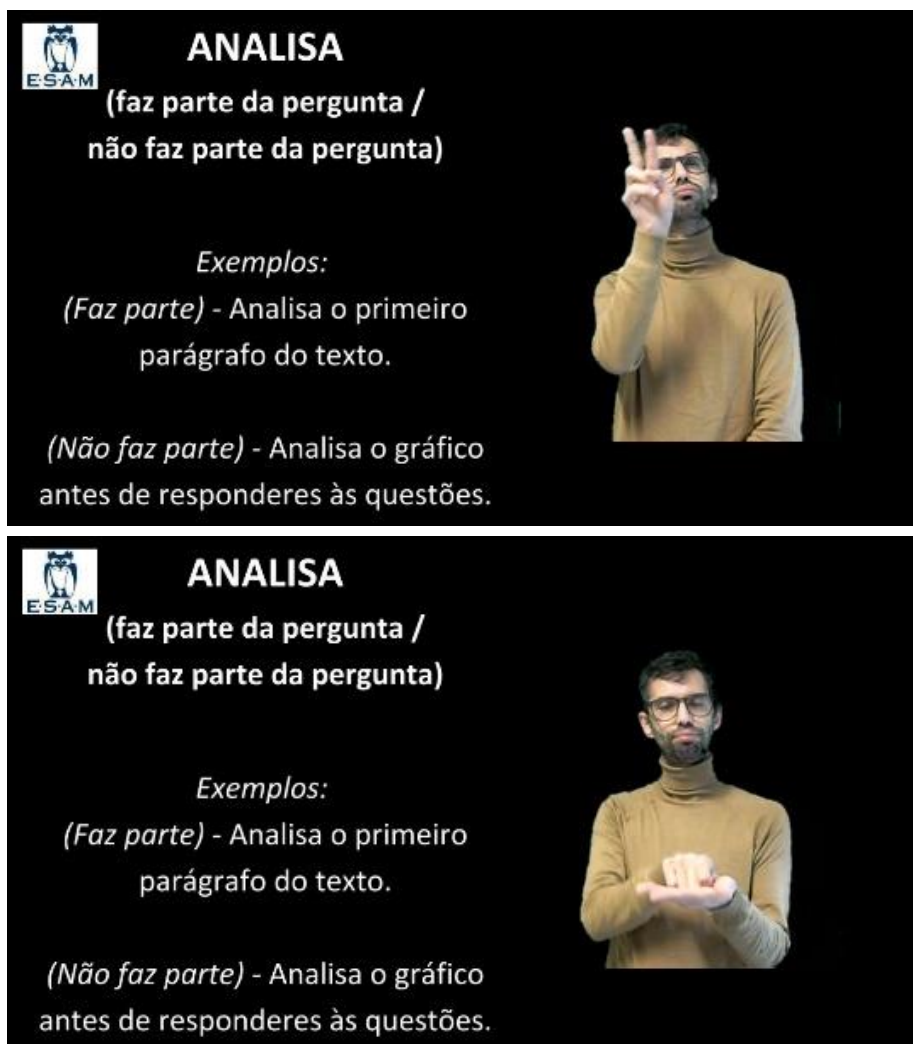 E·S·A·M
ANALISA
(faz parte da pergunta /
não faz parte da pergunta)
Exemplos:
(Faz parte) - Analisa o primeiro
parágrafo do texto.
(Não faz parte) - Analisa o gráfico
antes de responderes às questões.
E·S·A·M
ANALISA
(faz parte da pergunta /
não faz parte da pergunta)
Exemplos:
(Faz parte) - Analisa o primeiro
parágrafo do texto.
(Não faz parte) - Analisa o gráfico
antes de responderes às questões.